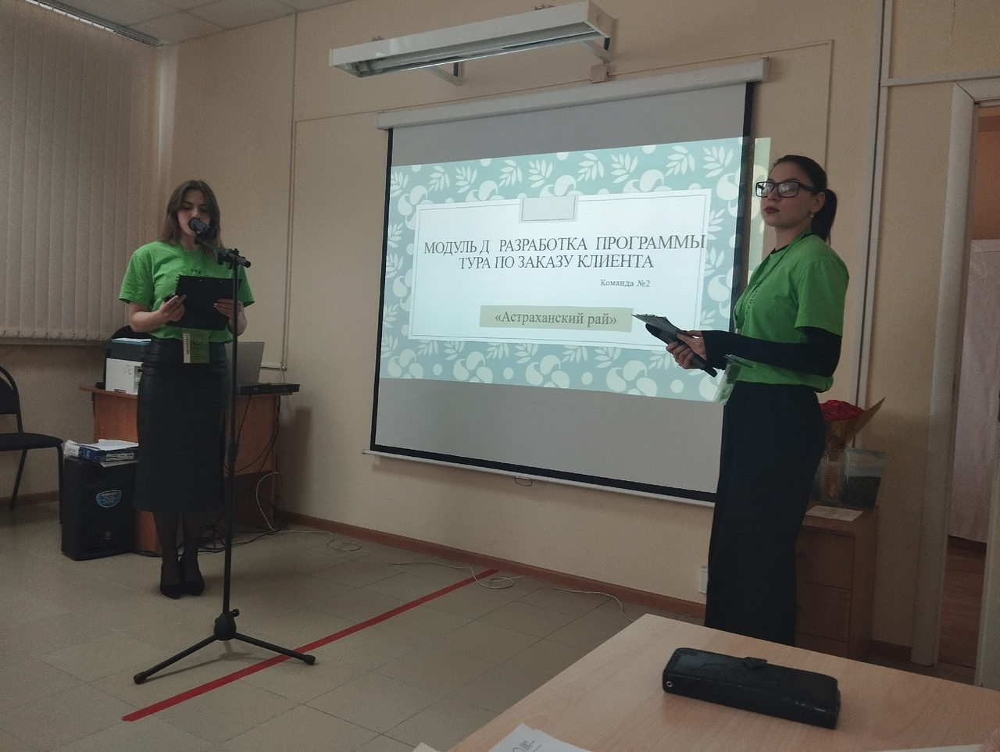 МОДУЛЬ Д РАЗРАБОТКА ПРОГРАММЫ
ТУРА ПО ЗАКАЗУ КЛИЕНТА
Команда №2
«Астраханский рай»